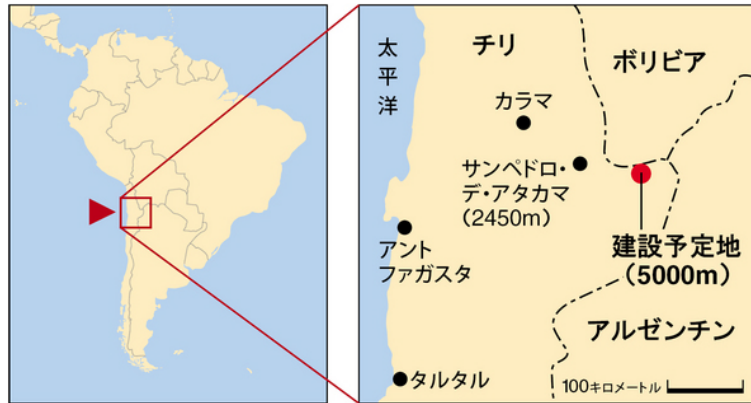 太平洋
チリ
ボリビア
カラマ
サンペドロ・
デ・アタカマ
(2450m)
建設予定地
(5000m)
アント
ファガスタ
アルゼンチン
タルタル
100キロメートル